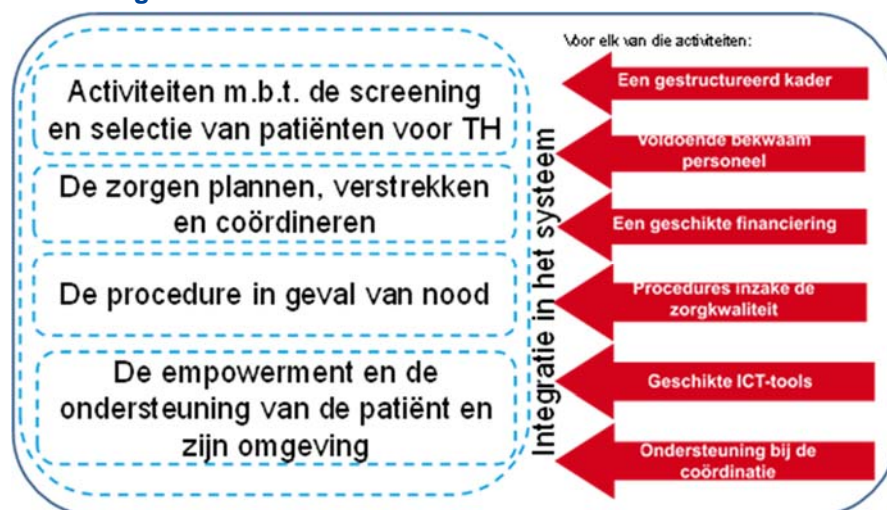 Activiteiten m.b.t. de screening
en selectie van patiënten voor TH
De zorgen plannen, verstrekken
en coördineren
De procedure in geval van nood
De empowerment en de
ondersteuning van de patiënt en
zijn omgeving
Integratie in het systeem
Voor elk van die activiteiten:
Een gestructureerd kader
Voldoende bekwaam
personeel
Een geschikte financiering
Procedures inzake de
zorgkwaliteit
Geschikte ICT-tools
Ondersteuning bij de
coördinatie